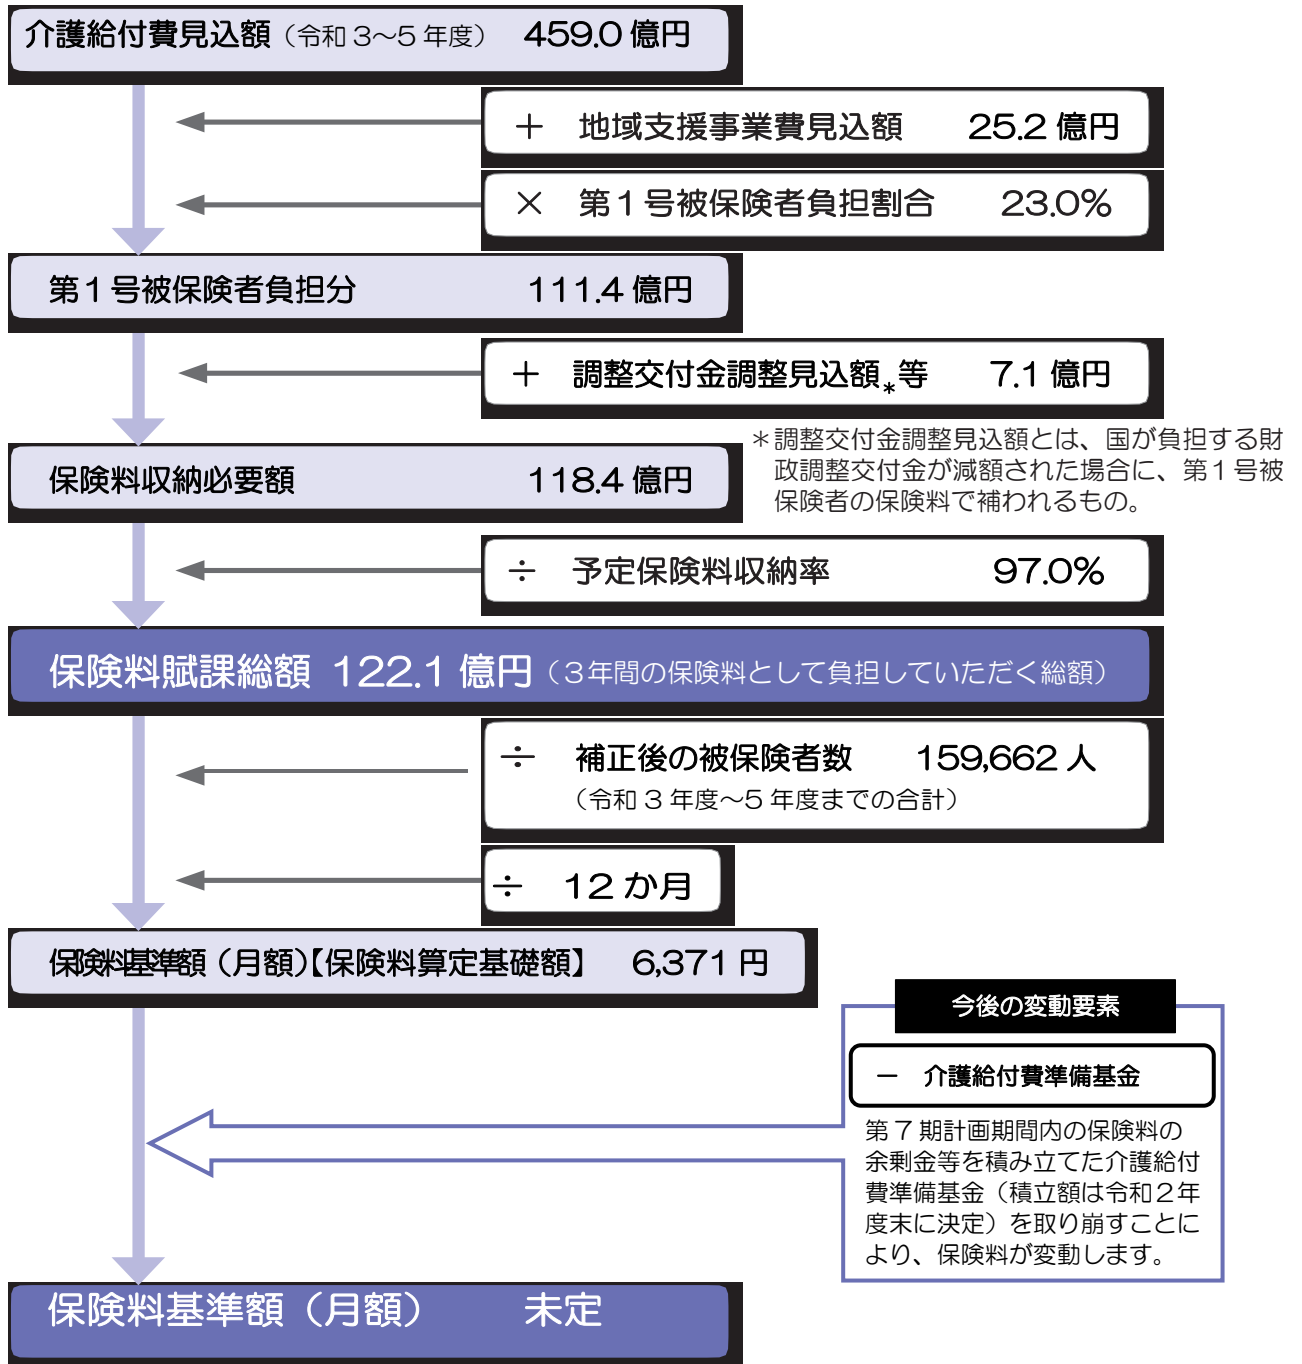 介護給付費見込額（令和３～５年度） 459.0億円
＋ 地域支援事業費見込額 25.2億円
× 第１号被保険者負担割合 23.0％
第１号被保険者負担分 111.4億円
＋ 調整交付金調整見込額＊等 7.1億円
＊調整交付金調整見込額とは、国が負担する財
政調整交付金が減額された場合に、第１号被
保険者の保険料で補われるもの。
保険料収納必要額 118.4億円
÷ 予定保険料収納率 97.0％
保険料賦課総額 122.1億円（３年間の保険料として負担していただく総額）
÷ 補正後の被保険者数 159,662人
（令和３年度～５年度までの合計）
÷ 12か月
保険料基準額（月額）【保険料算定基礎額】 6,371円
今後の変動要素
－ 介護給付費準備基金
第７期計画期間内の保険料の
余剰金等を積み立てた介護給付
費準備基金（積立額は令和２年
度末に決定）を取り崩すことに
より、保険料が変動します。
保険料基準額（月額） 未定